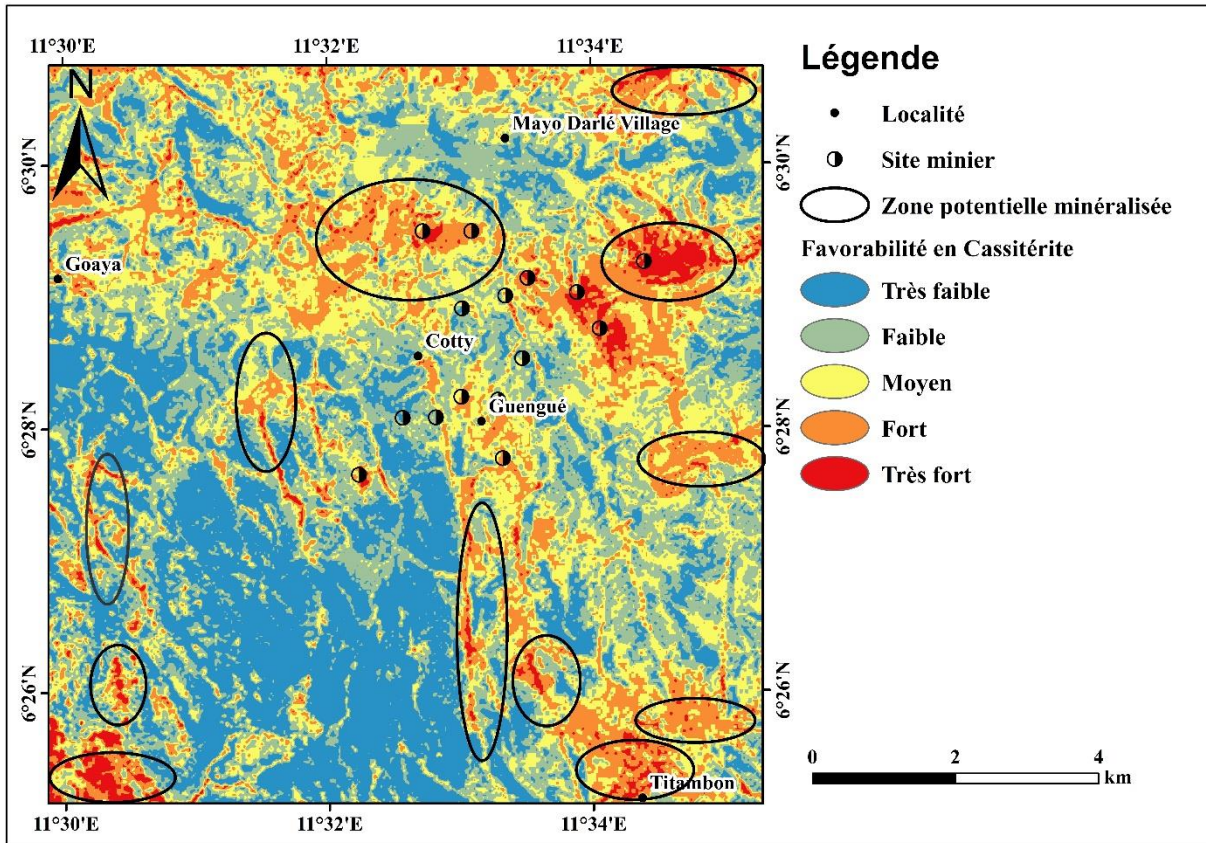 11°30'E 11°32'E 11°34'E
N
6°30'N
6°28'N
6°26'N
Mayo Darlé Village
Goaya
Cotty
Guengué
Titambon
6°30'N
6°28'N
6°26'N
11°30'E 11°32'E 11°34'E
Légende
Localité
Site minier
Zone potentielle minéralisée
Favorabilité en Cassitérite
Très faible
Faible
Moyen
Fort
Très fort
0 2 4
km